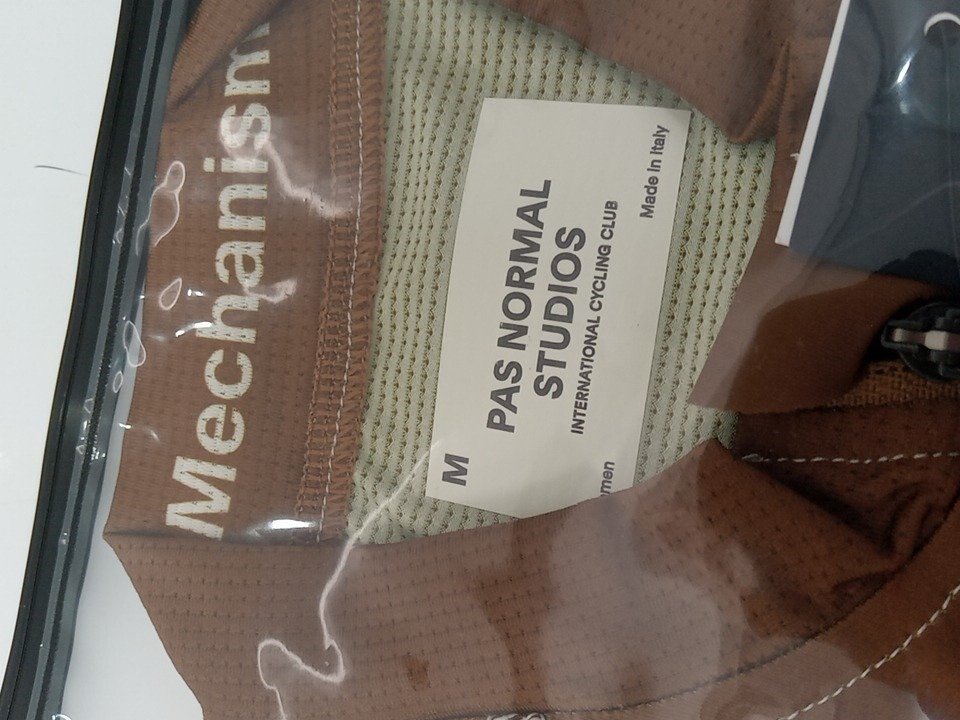 Mechanism
M
PAS NORMAL
STUDIOS
INTERNATIONAL CYCLING CLUB
Made in Italy